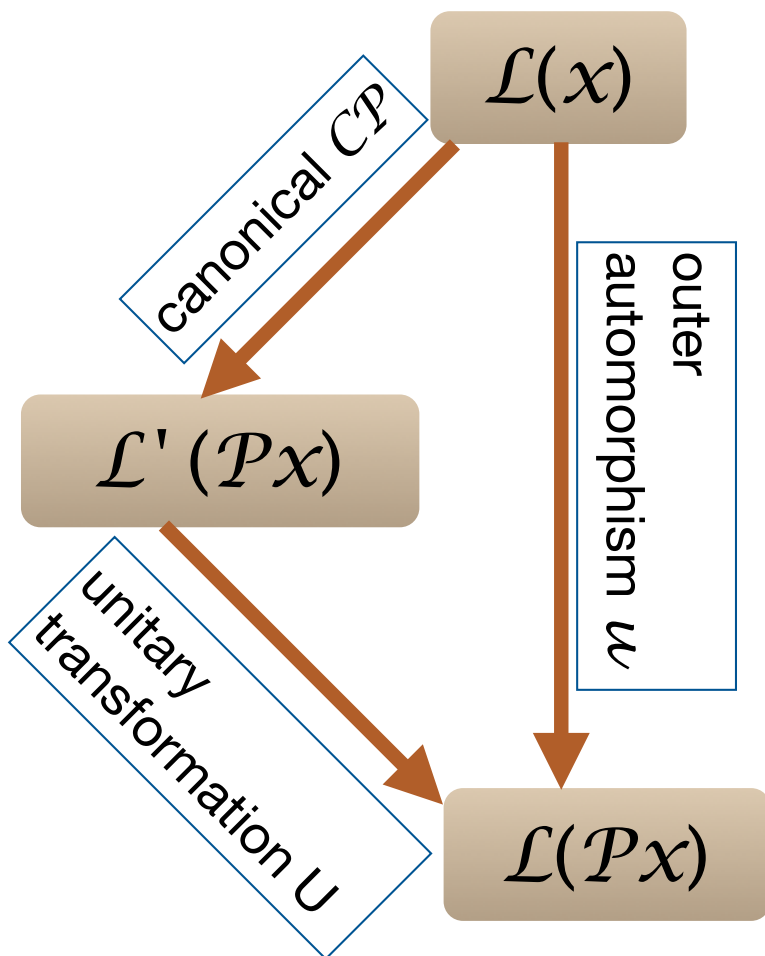 ℒ(𝓍)
canonical 𝒞𝒫
outer
automorphism 𝓊
ℒ' (𝒫𝓍)
unitary
transformation U
ℒ(𝒫𝓍)